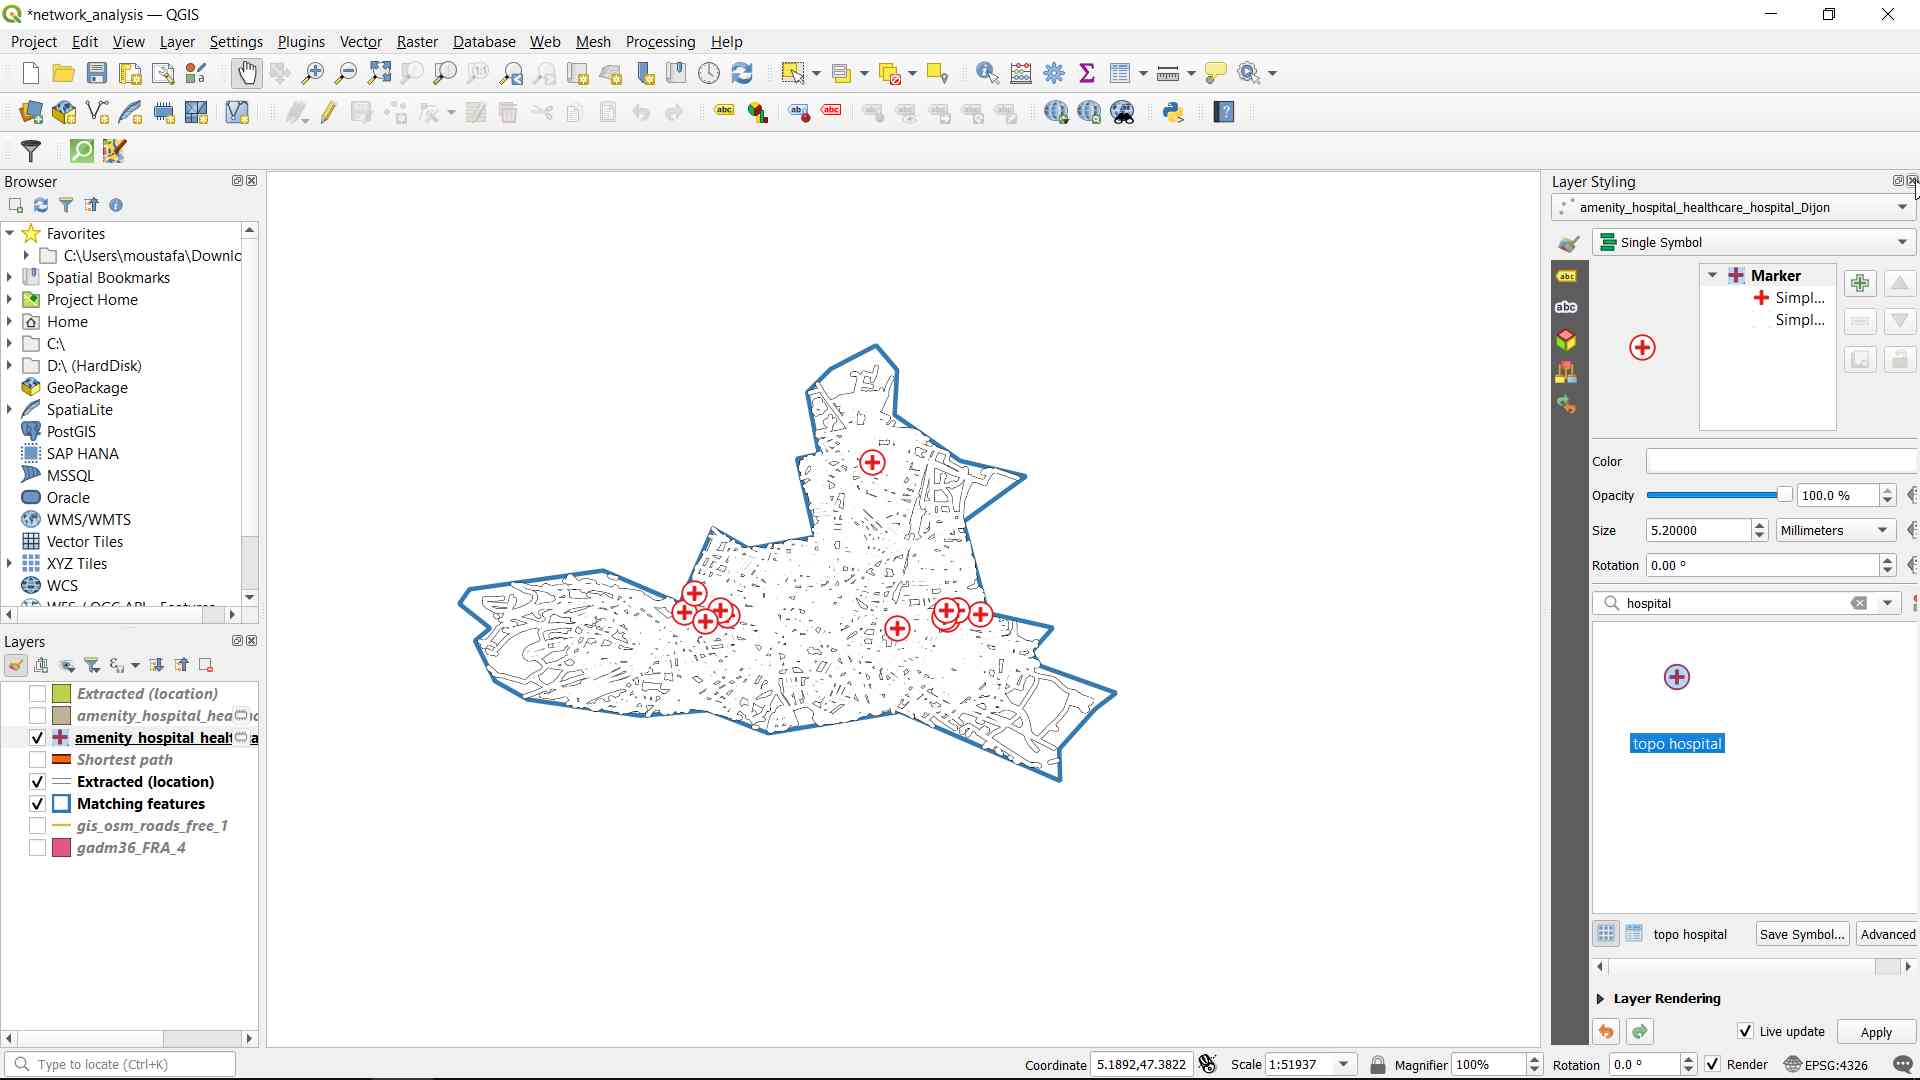 *network_analysis — QGIS
Project Edit View Layer Settings Plugins Vector Raster Database Web Mesh Processing Help
Browser
Favorites
C:\Users\moustafa\Downlc
Spatial Bookmarks
Project Home
Home
C:\
D:\ (HardDisk)
GeoPackage
SpatiaLite
PostGIS
SAP HANA
MSSQL
Oracle
WMS/WMTS
Vector Tiles
XYZ Tiles
WCS
Layers
Extracted (location)
amenity_hospital_hea
amenity_hospital_healt
Shortest path
Extracted (location)
Matching features
gis_osm_roads_free_1
gadm36_FRA_4
Type to locate (Ctrl+K)
Layer Styling
amenity_hospital_healthcare_hospital_Dijon
Single Symbol
Marker
Simpl...
Simpl...
Color
Opacity 100.0 %
Size 5.20000 Millimeters
Rotation 0.00 °
hospital
topo hospital
topo hospital Save Symbol... Advanced
Layer Rendering
Live update Apply
Coordinate 5.1892,47.3822 Scale 1:51937 Magnifier 100% Rotation 0.0 ° Render EPSG:4326